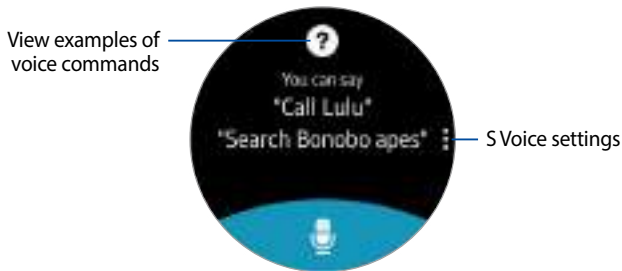 View examples of
voice commands
?
You can say
"Call Lulu"
"Search Bonobo apes"
S Voice settings